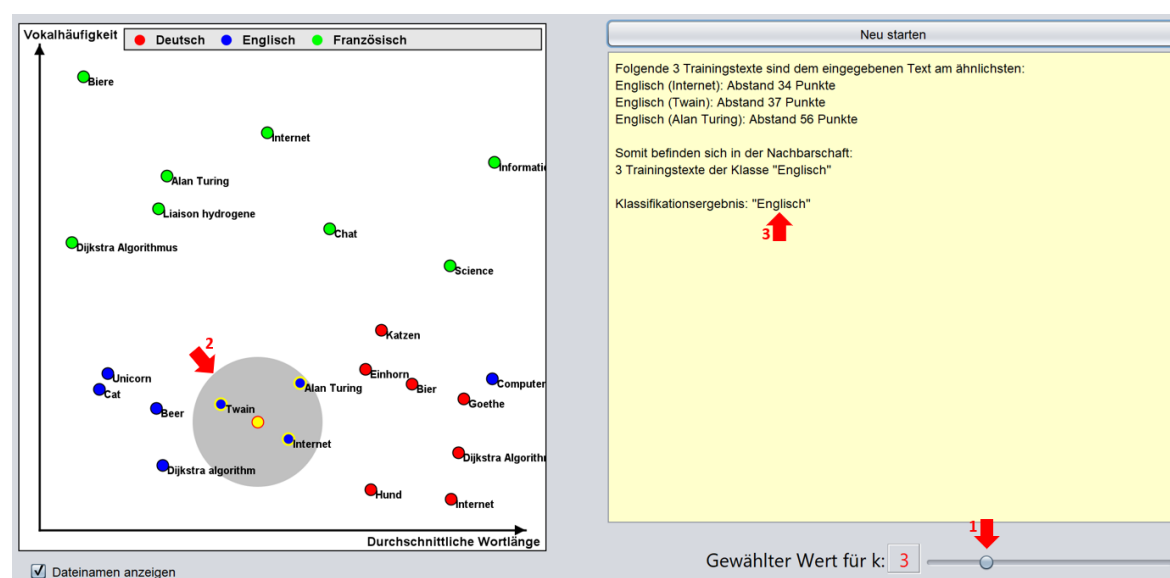 Vokalhäufigkeit
Deutsch Englisch Französisch
Biere
Internet
Informatic
Alan Turing
Liaison hydrogene
Chat
Dijkstra Algorithmus
Science
Katzen
2
Unicorn
Einhorn
Computer
Cat
Alan Turing
Bier
Goethe
Beer
Twain
Internet
Dijkstra Algorithm
Dijkstra algorithm
Hund
Internet
Durchschnittliche Wortlänge
Dateinamen anzeigen
Neu starten
Folgende 3 Trainingstexte sind dem eingegebenen Text am ähnlichsten:
Englisch (Internet): Abstand 34 Punkte
Englisch (Twain): Abstand 37 Punkte
Englisch (Alan Turing): Abstand 56 Punkte
Somit befinden sich in der Nachbarschaft:
3 Trainingstexte der Klasse "Englisch"
Klassifikationsergebnis: "Englisch"
3
1
Gewählter Wert für k: 3